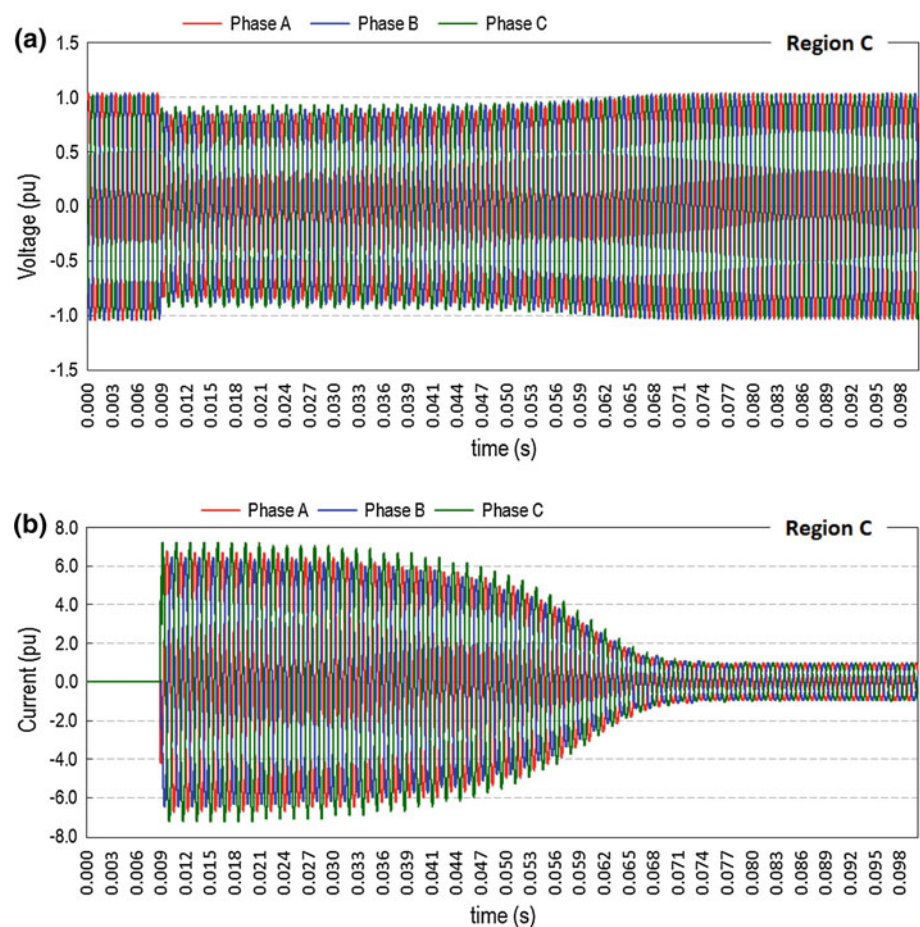 Phase A Phase B Phase C
(a)
Region C
1.5
1.0
0.5
0.0
-0.5
-1.0
-1.5
Voltage (pu)
0.000 0.003 0.006 0.009 0.012 0.015 0.018 0.021 0.024 0.027 0.030 0.033 0.036 0.039 0.041 0.044 0.047 0.050 0.053 0.056 0.059 0.062 0.065 0.068 0.071 0.074 0.077 0.080 0.083 0.086 0.089 0.092 0.095 0.098
time (s)
Phase A Phase B Phase C
(b)
Region C
8.0
6.0
4.0
2.0
0.0
-2.0
-4.0
-6.0
-8.0
Current (pu)
0.000 0.003 0.006 0.009 0.012 0.015 0.018 0.021 0.024 0.027 0.030 0.033 0.036 0.039 0.041 0.044 0.047 0.050 0.053 0.056 0.059 0.062 0.065 0.068 0.071 0.074 0.077 0.080 0.083 0.086 0.089 0.092 0.095 0.098
time (s)